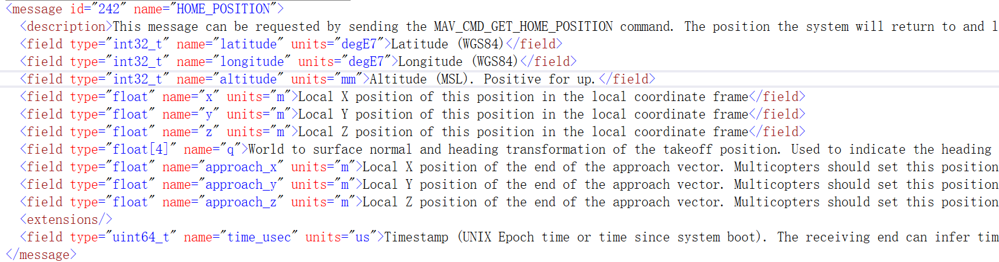 <message id="242" name="HOME_POSITION">
<description>This message can be requested by sending the MAV_CMD_GET_HOME_POSITION command. The position the system will return to and l
<field type="int32_t" name="latitude" units="degE7">Latitude (WGS84)</field>
<field type="int32_t" name="longitude" units="degE7">Longitude (WGS84)</field>
<field type="int32_t" name="altitude" units="mm">Altitude (MSL). Positive for up.</field>
<field type="float" name="x" units="m">Local X position of this position in the local coordinate frame</field>
<field type="float" name="y" units="m">Local Y position of this position in the local coordinate frame</field>
<field type="float" name="z" units="m">Local Z position of this position in the local coordinate frame</field>
<field type="float[4]" name="q">World to surface normal and heading transformation of the takeoff position. Used to indicate the heading
<field type="float" name="approach_x" units="m">Local X position of the end of the approach vector. Multicopters should set this position
<field type="float" name="approach_y" units="m">Local Y position of the end of the approach vector. Multicopters should set this position
<field type="float" name="approach_z" units="m">Local Z position of the end of the approach vector. Multicopters should set this position
<extensions/>
<field type="uint64_t" name="time_usec" units="us">Timestamp (UNIX Epoch time or time since system boot). The receiving end can infer tim
</message>